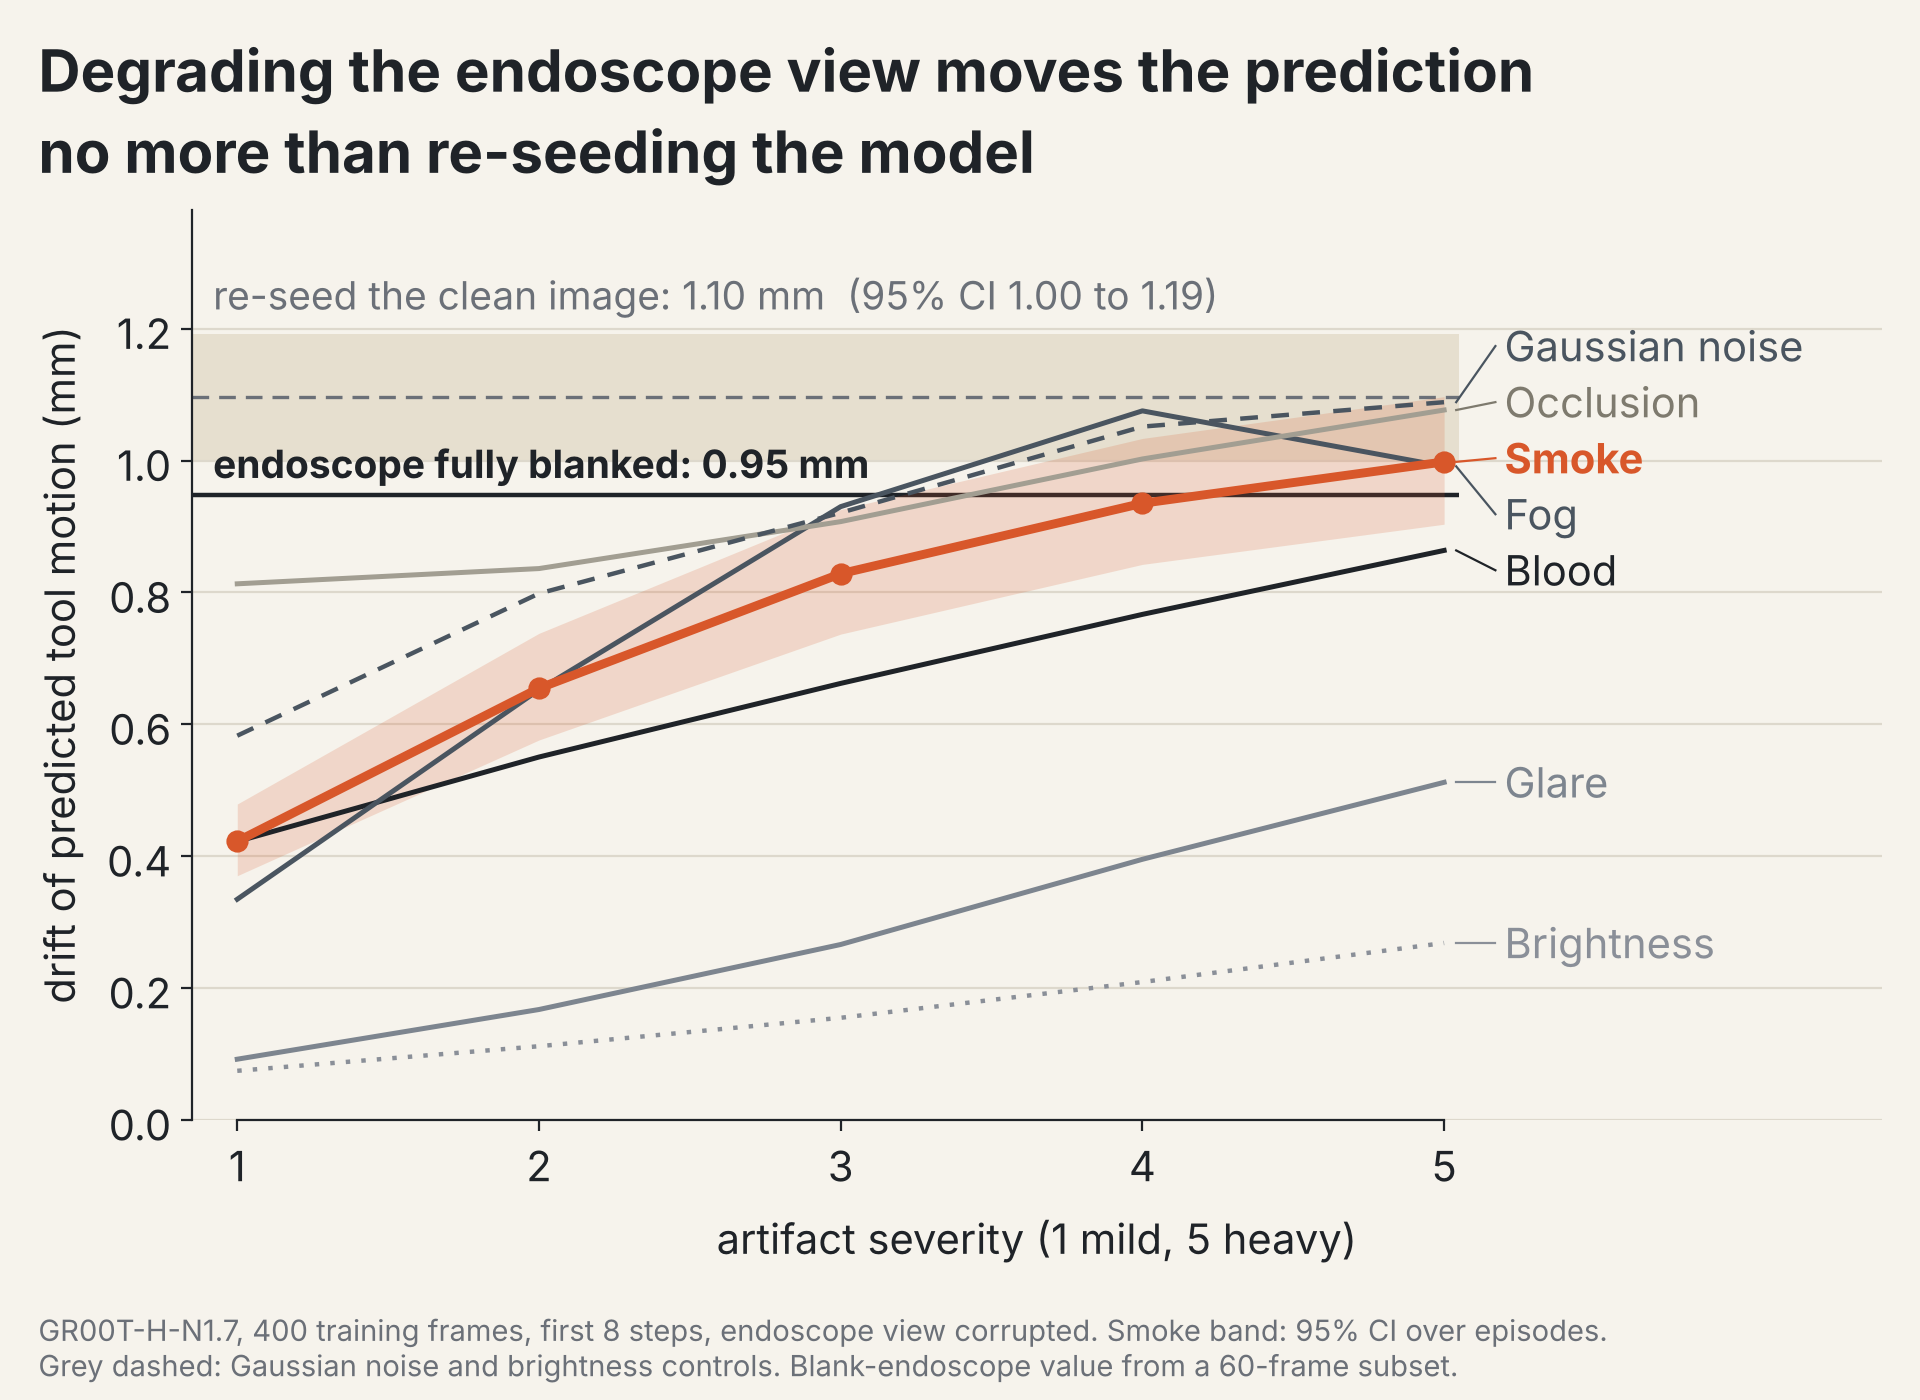 Degrading the endoscope view moves the prediction
no more than re-seeding the model
re-seed the clean image: 1.10 mm (95% CI 1.00 to 1.19)
endoscope fully blanked: 0.95 mm
drift of predicted tool motion (mm)
1.2
1.0
0.8
0.6
0.4
0.2
0.0
Gaussian noise
Occlusion
Smoke
Fog
Blood
Glare
Brightness
1 2 3 4 5
artifact severity (1 mild, 5 heavy)
GR00T-H-N1.7, 400 training frames, first 8 steps, endoscope view corrupted. Smoke band: 95% CI over episodes.
Grey dashed: Gaussian noise and brightness controls. Blank-endoscope value from a 60-frame subset.